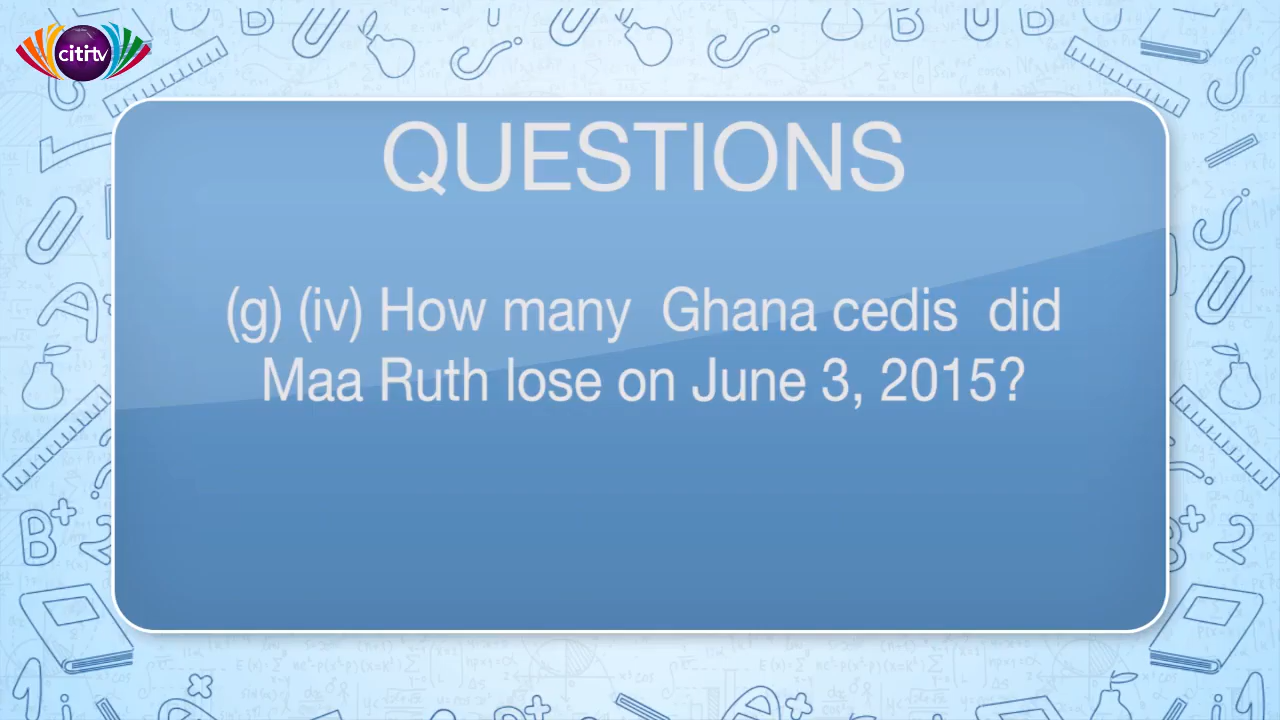 cititv
QUESTIONS
(g) (iv) How many Ghana cedis did
Maa Ruth lose on June 3, 2015?